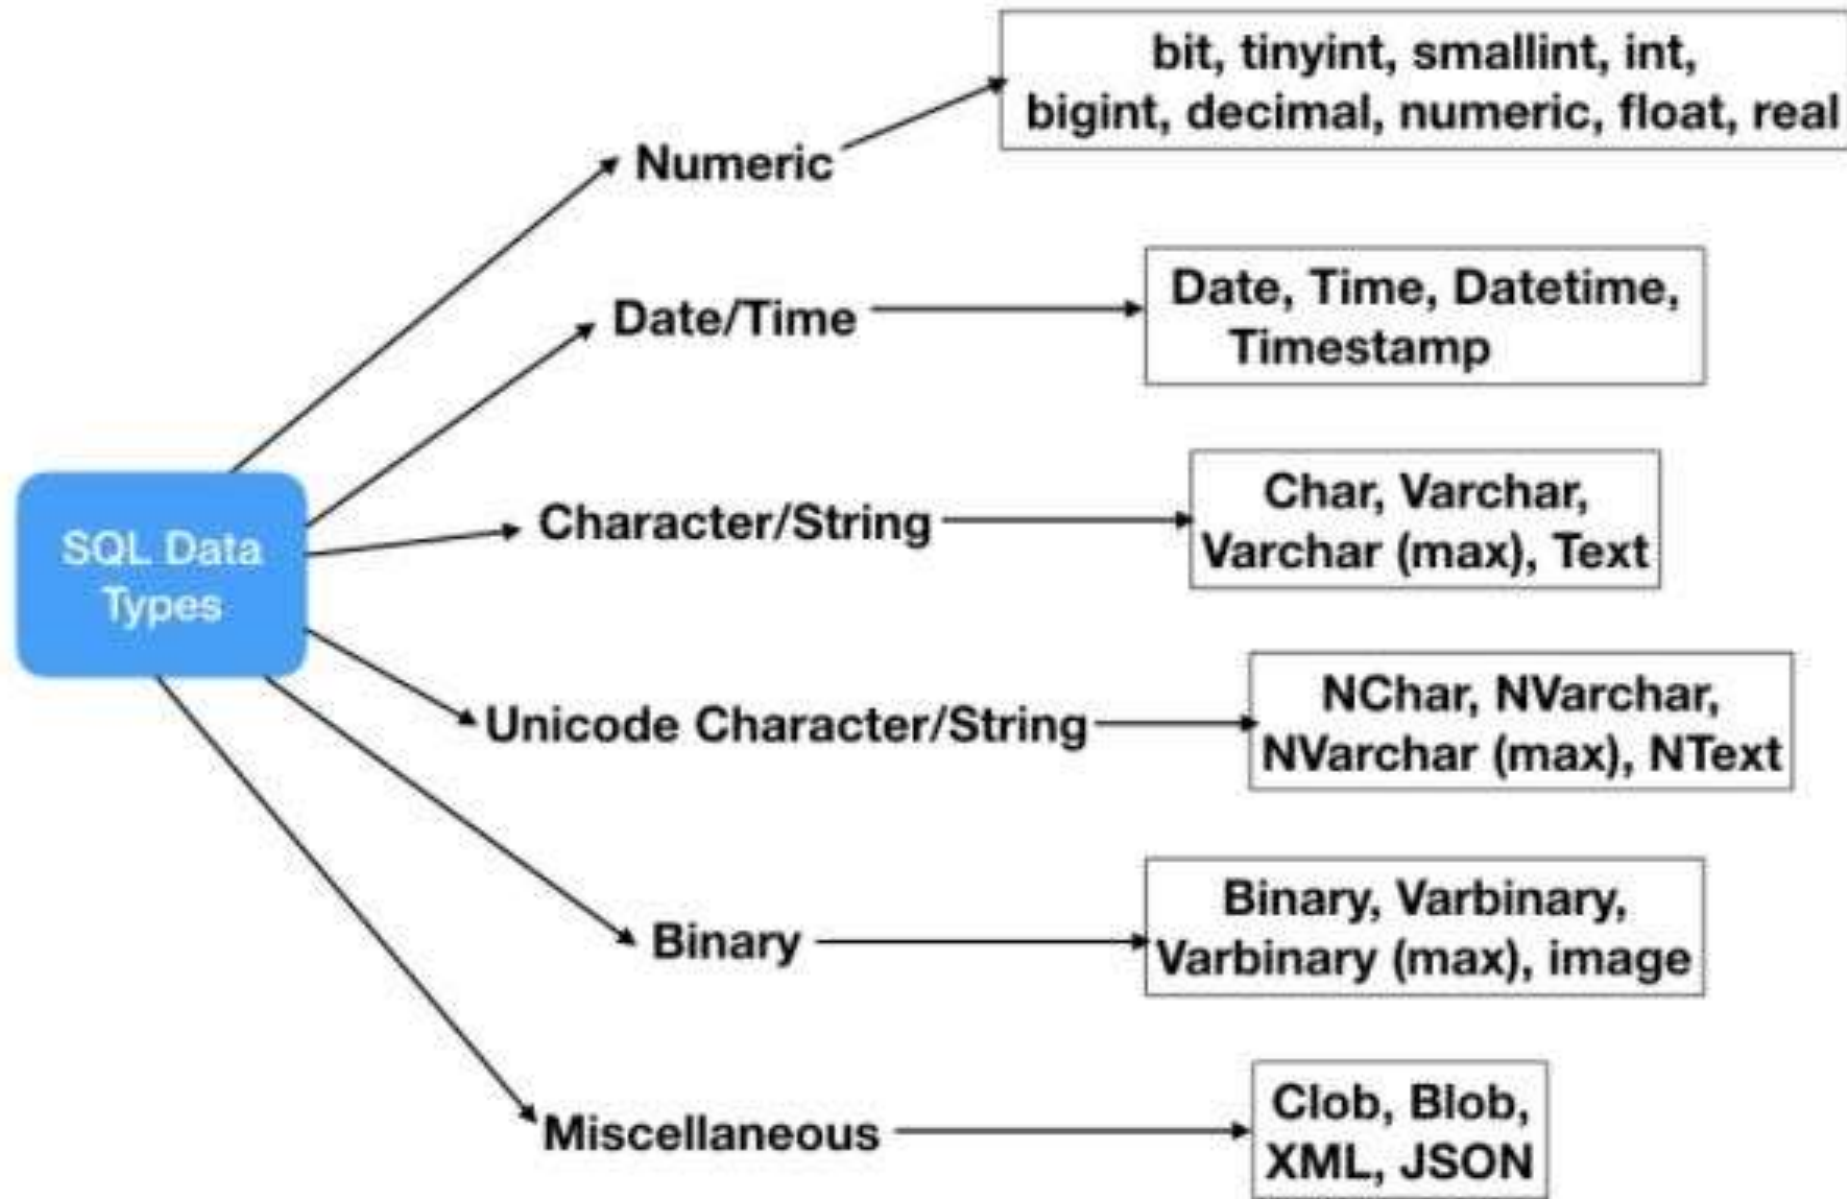 SQL Data
Types
Numeric
bit, tinyint, smallint, int,
bigint, decimal, numeric, float, real
Date/Time
Date, Time, Datetime,
Timestamp
Character/String
Char, Varchar,
Varchar (max), Text
Unicode Character/String
NChar, NVarchar,
NVarchar (max), NText
Binary
Binary, Varbinary,
Varbinary (max), image
Miscellaneous
Clob, Blob,
XML, JSON